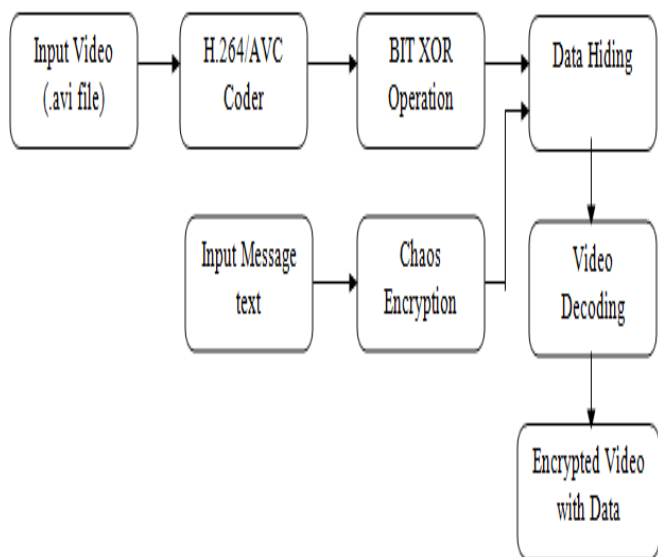 Input Video
(.avi file)
H.264/AVC
Coder
BIT XOR
Operation
Data Hiding
Input Message
text
Chaos
Encryption
Video
Decoding
Encrypted Video
with Data